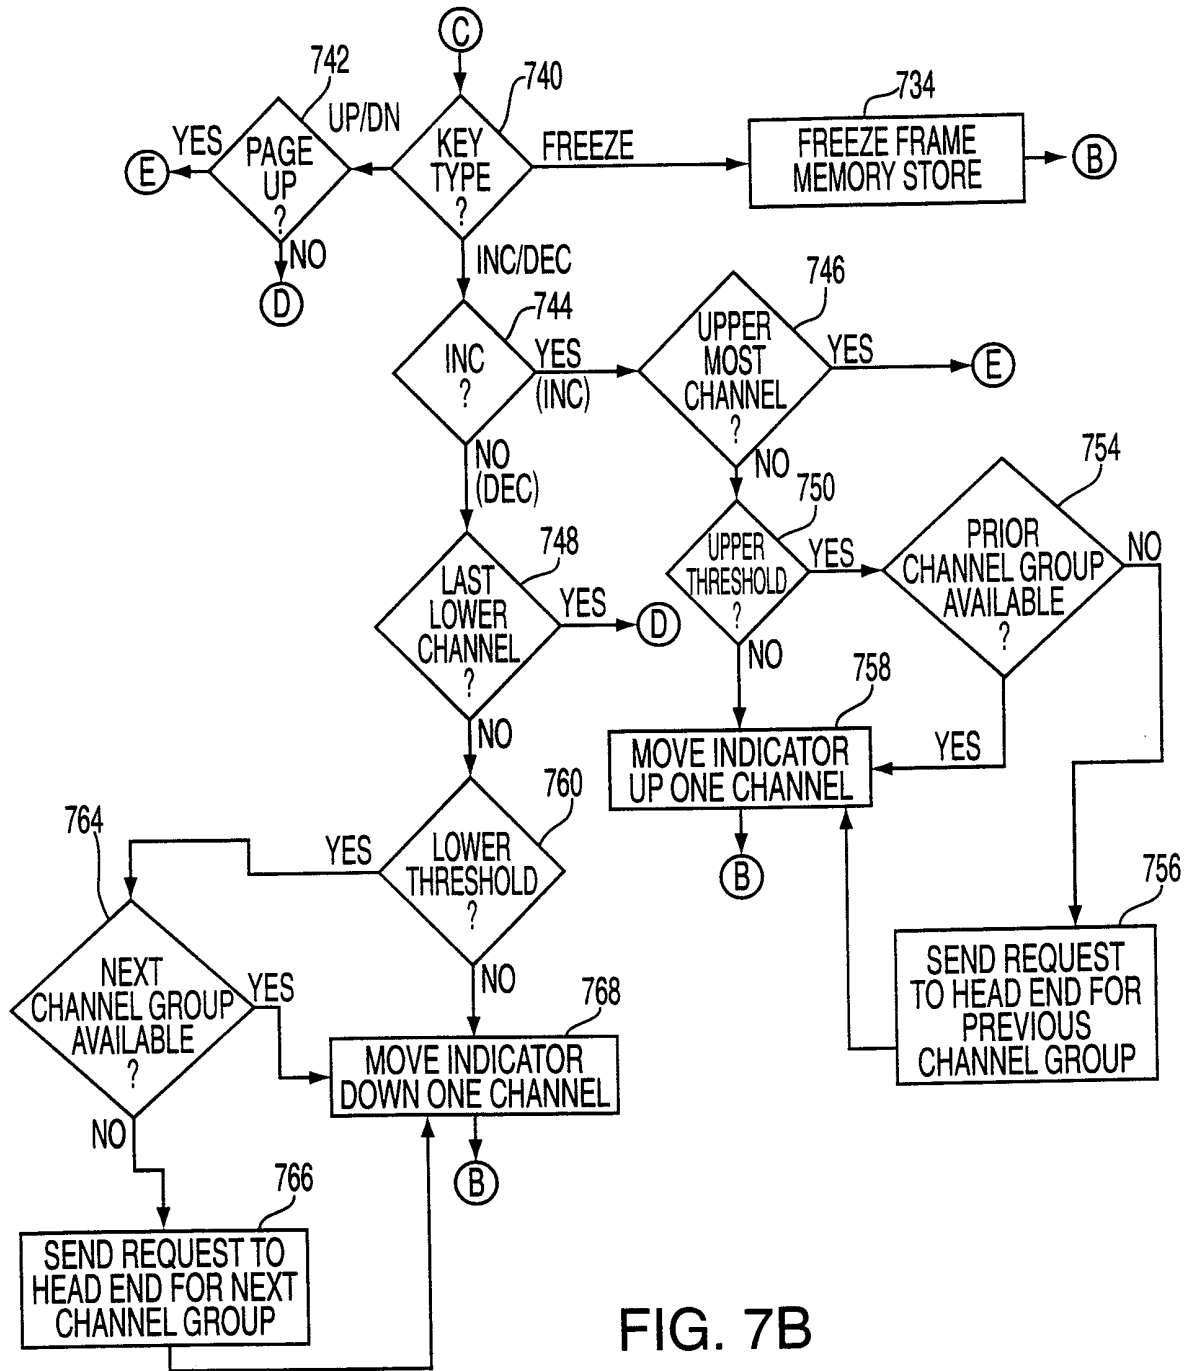 C
742
740
734
UP/DN
YES
PAGE
UP
?
KEY
TYPE
?
FREEZE
FREEZE FRAME
MEMORY STORE
B
E
NO
D
INC/DEC
744
746
INC
?
YES
(INC)
UPPER
MOST
CHANNEL
?
YES
E
NO
(DEC)
NO
748
750
754
LAST
LOWER
CHANNEL
?
YES
D
UPPER
THRESHOLD
?
YES
PRIOR
CHANNEL GROUP
AVAILABLE
?
NO
NO
NO
758
YES
MOVE INDICATOR
UP ONE CHANNEL
B
760
764
YES
LOWER
THRESHOLD
?
756
SEND REQUEST
TO HEAD END FOR
PREVIOUS
CHANNEL GROUP
NEXT
CHANNEL GROUP
AVAILABLE
?
YES
NO
768
MOVE INDICATOR
DOWN ONE CHANNEL
B
NO
766
SEND REQUEST TO
HEAD END FOR NEXT
CHANNEL GROUP
FIG. 7B